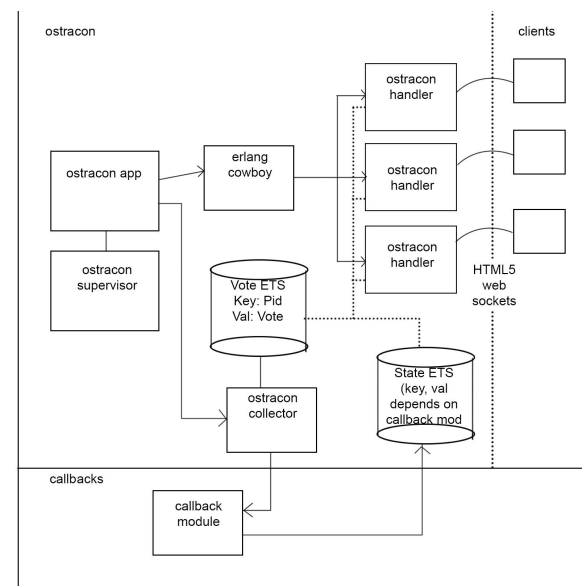 ostracon
clients
ostracon
handler
erlang
cowboy
ostracon app
ostracon
handler
ostracon
handler
ostracon
supervisor
HTML5
web
sockets
Vote ETS
Key: Pid
Val: Vote
State ETS
(key, val
depends on
callback mod
ostracon
collector
callbacks
callback
module